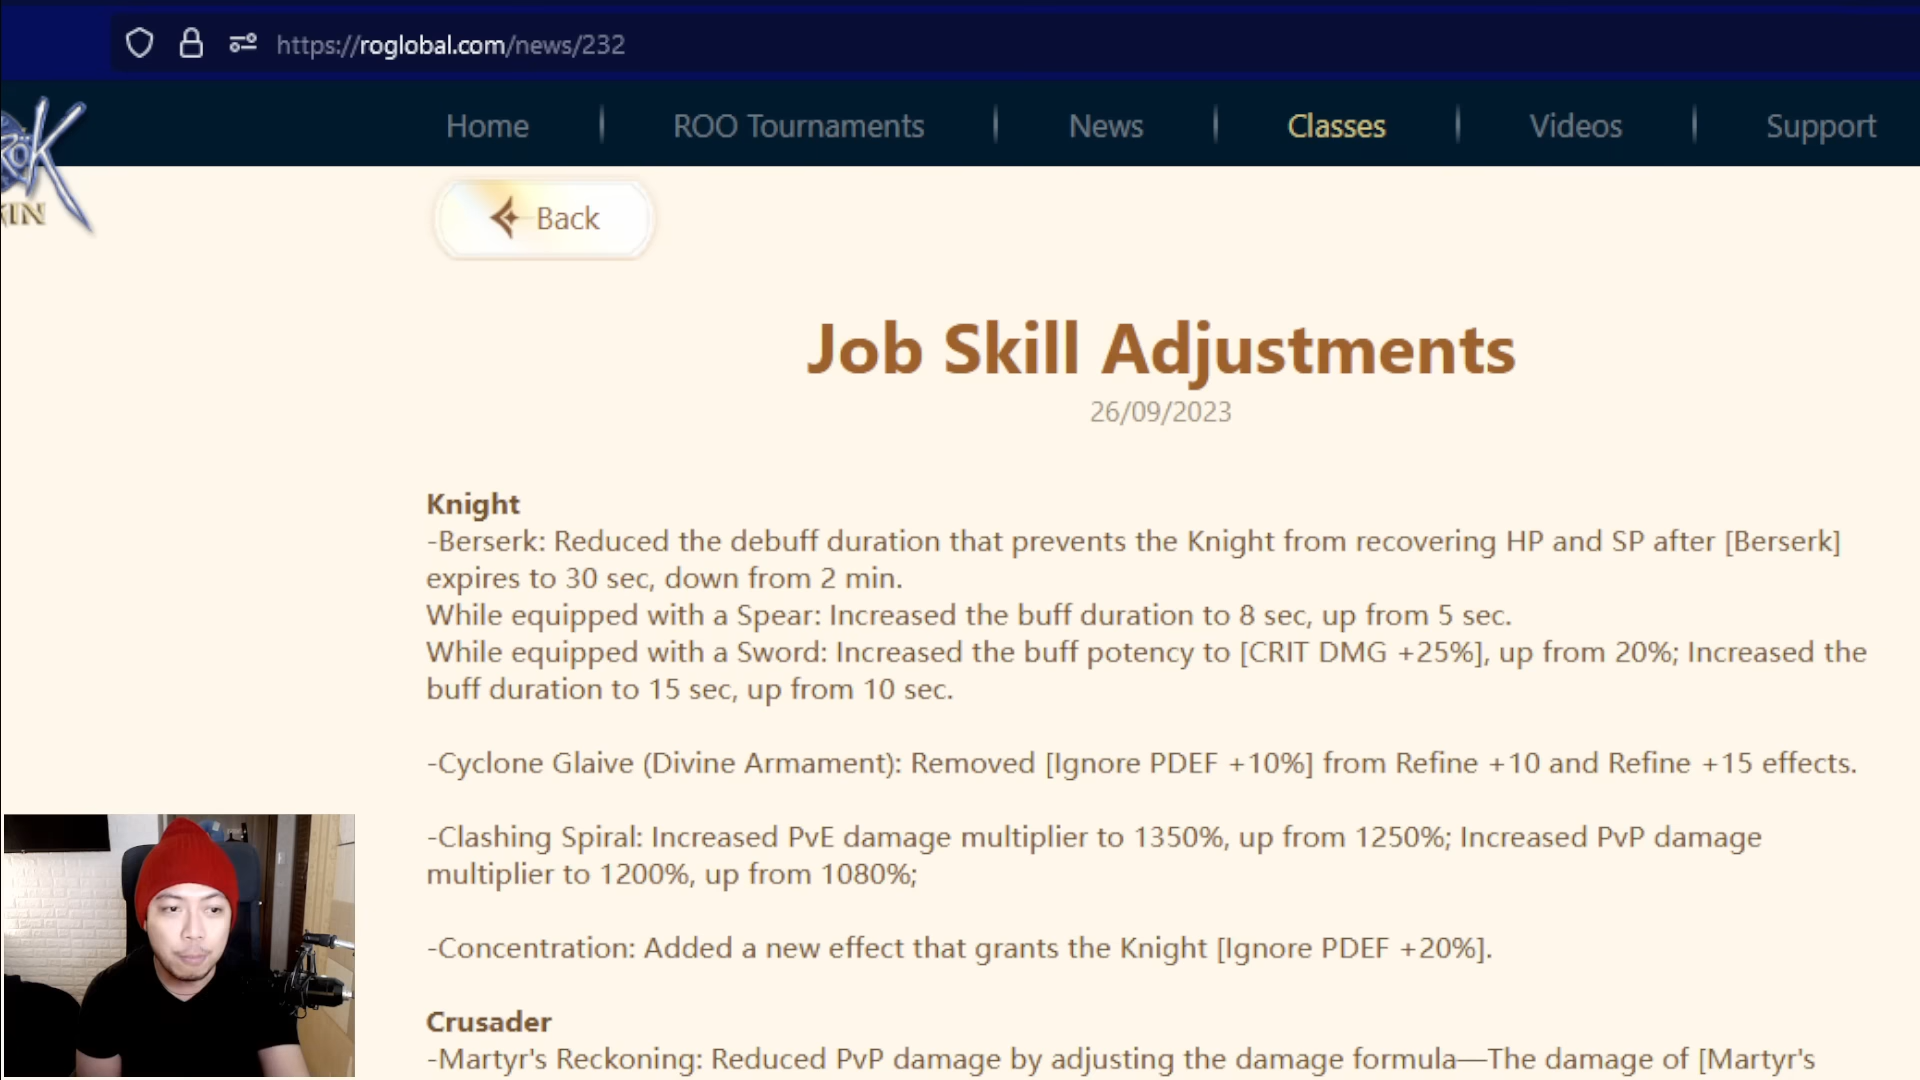 https://roglobal.com/news/232
Home
ROO Tournaments
News
Classes
Videos
Support
Back
Job Skill Adjustments
26/09/2023
Knight
-Berserk: Reduced the debuff duration that prevents the Knight from recovering HP and SP after [Berserk]
expires to 30 sec, down from 2 min.
While equipped with a Spear: Increased the buff duration to 8 sec, up from 5 sec.
While equipped with a Sword: Increased the buff potency to [CRIT DMG +25%], up from 20%; Increased the
buff duration to 15 sec, up from 10 sec.
-Cyclone Glaive (Divine Armament): Removed [Ignore PDEF +10%] from Refine +10 and Refine +15 effects.
-Clashing Spiral: Increased PvE damage multiplier to 1350%, up from 1250%; Increased PvP damage
multiplier to 1200%, up from 1080%;
-Concentration: Added a new effect that grants the Knight [Ignore PDEF +20%].
Crusader
-Martyr's Reckoning: Reduced PvP damage by adjusting the damage formula—The damage of [Martyr's